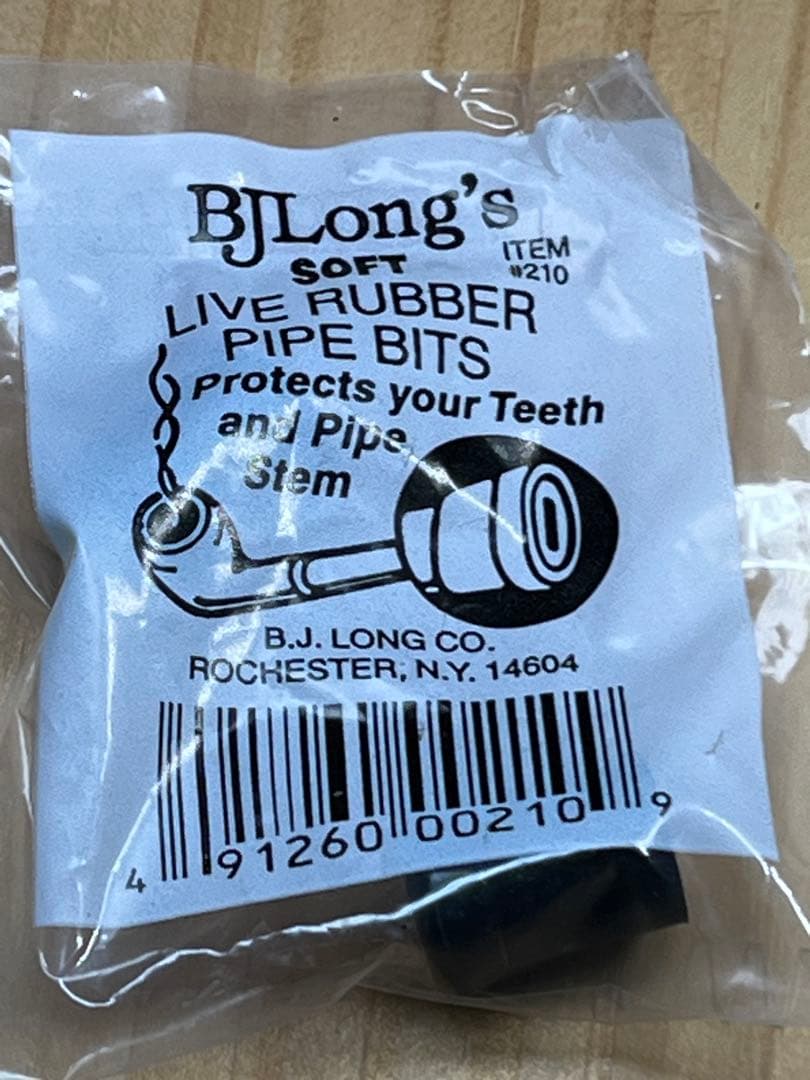 BJLong's
SOFT
ITEM
#210
LIVE RUBBER
PIPE BITS
Protects your Teeth
and Pipe
Stem
B.J. LONG CO.
ROCHESTER, N.Y. 14604
4 91260 00210 9